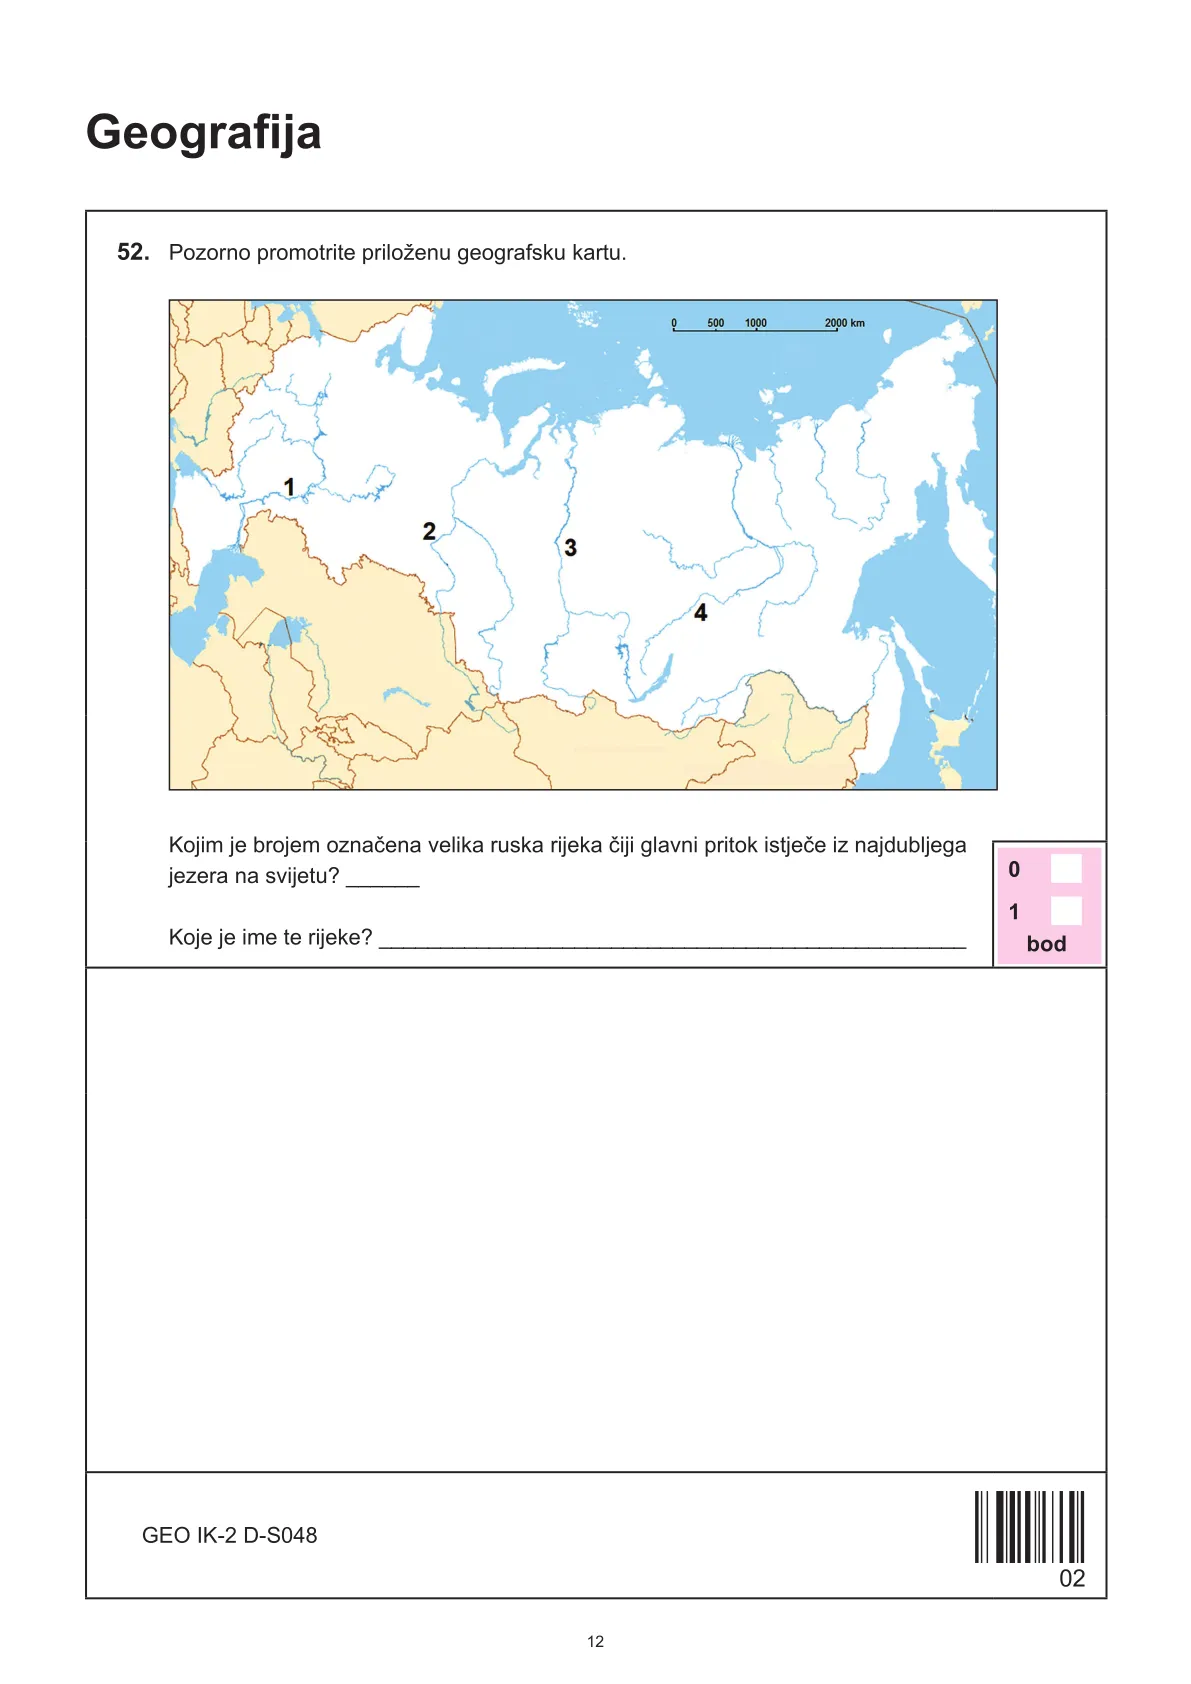 Geografija
52. Pozorno promotrite priloženu geografsku kartu.
0 500 1000 2000 km
1
2
3
4
Kojim je brojem označena velika ruska rijeka čiji glavni pritok istječe iz najdubljega
jezera na svijetu? ______
Koje je ime te rijeke? ________________________________________________
0
1
bod
GEO IK-2 D-S048
02
12